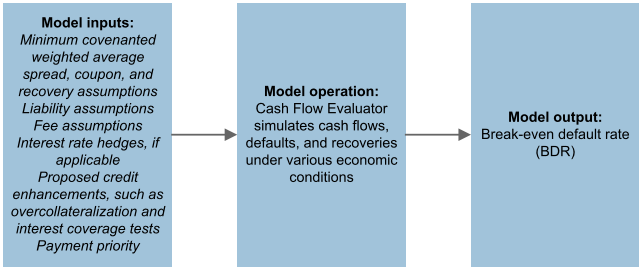 Model inputs:
Minimum covenanted
weighted average
spread, coupon, and
recovery assumptions
Liability assumptions
Fee assumptions
Interest rate hedges, if
applicable
Proposed credit
enhancements, such as
overcollateralization and
interest coverage tests
Payment priority
Model operation:
Cash Flow Evaluator
simulates cash flows,
defaults, and recoveries
under various economic
conditions
Model output:
Break-even default rate
(BDR)